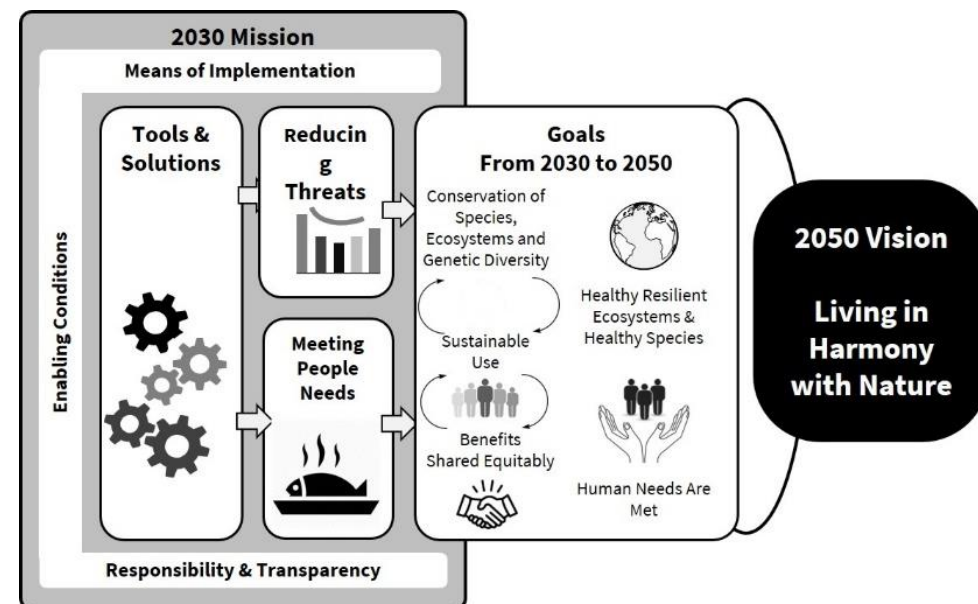 2030 Mission
Means of Implementation
Enabling Conditions
Tools &
Solutions
Reducin
g
Threats
Meeting
People
Needs
Goals
From 2030 to 2050
Conservation of
Species,
Ecosystems and
Genetic Diversity
Sustainable
Use
Benefits
Shared Equitably
Healthy Resilient
Ecosystems &
Healthy Species
Human Needs Are
Met
2050 Vision
Living in
Harmony
with Nature
Responsibility & Transparency